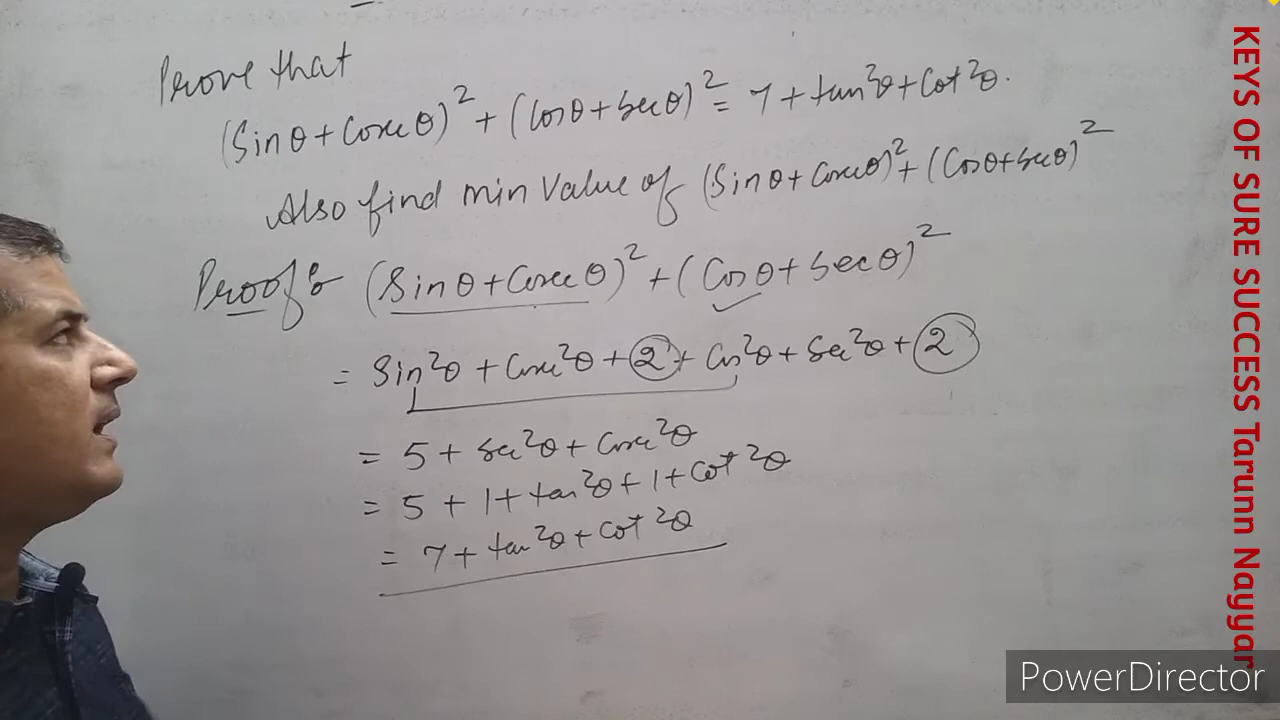 Prove that
(Sinθ + Cosecθ)² + (Cosθ + Secθ)² = 7 + tan²θ + Cot²θ.
Also find min Value of (Sinθ + Cosecθ)² + (Cosθ + Secθ)²
Proof: (Sinθ + Cosecθ)² + (Cosθ + Secθ)²
= Sin²θ + Cosec²θ + 2 + Cos²θ + Sec²θ + 2
= 5 + Sec²θ + Cosec²θ
= 5 + 1 + tan²θ + 1 + Cot²θ
= 7 + tan²θ + Cot²θ
KEYS OF SURE SUCCESS Tarunn Nayyar
PowerDirector